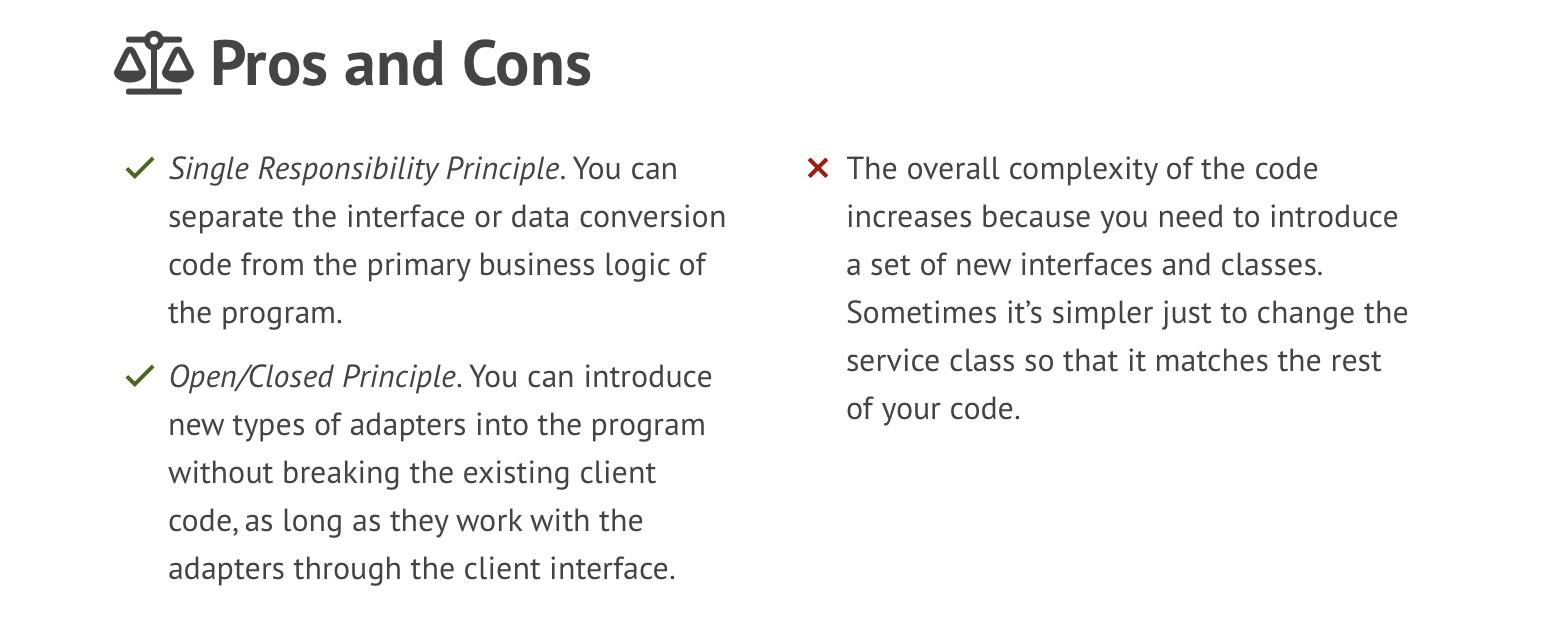 Pros and Cons
Single Responsibility Principle. You can
separate the interface or data conversion
code from the primary business logic of
the program.
Open/Closed Principle. You can introduce
new types of adapters into the program
without breaking the existing client
code, as long as they work with the
adapters through the client interface.
The overall complexity of the code
increases because you need to introduce
a set of new interfaces and classes.
Sometimes it’s simpler just to change the
service class so that it matches the rest
of your code.